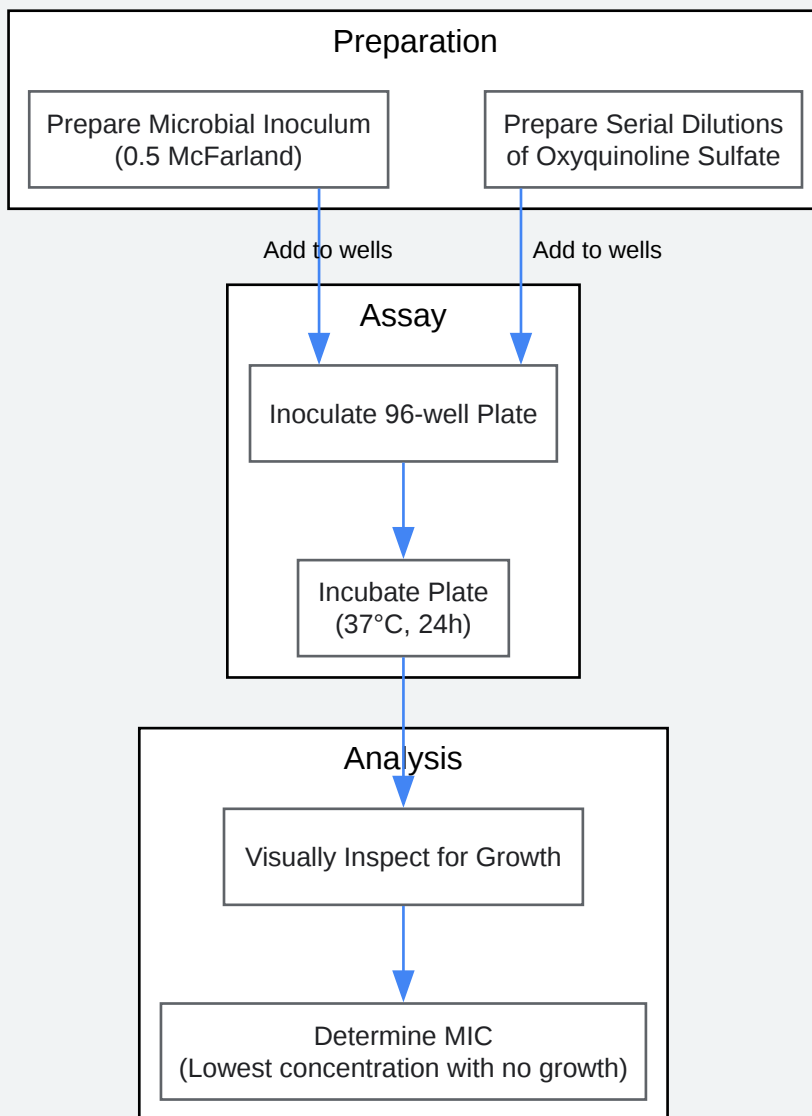 Preparation
Prepare Microbial Inoculum
(0.5 McFarland)
Prepare Serial Dilutions
of Oxyquinoline Sulfate
Add to wells
Add to wells
Assay
Inoculate 96-well Plate
Incubate Plate
(37°C, 24h)
Analysis
Visually Inspect for Growth
Determine MIC
(Lowest concentration with no growth)